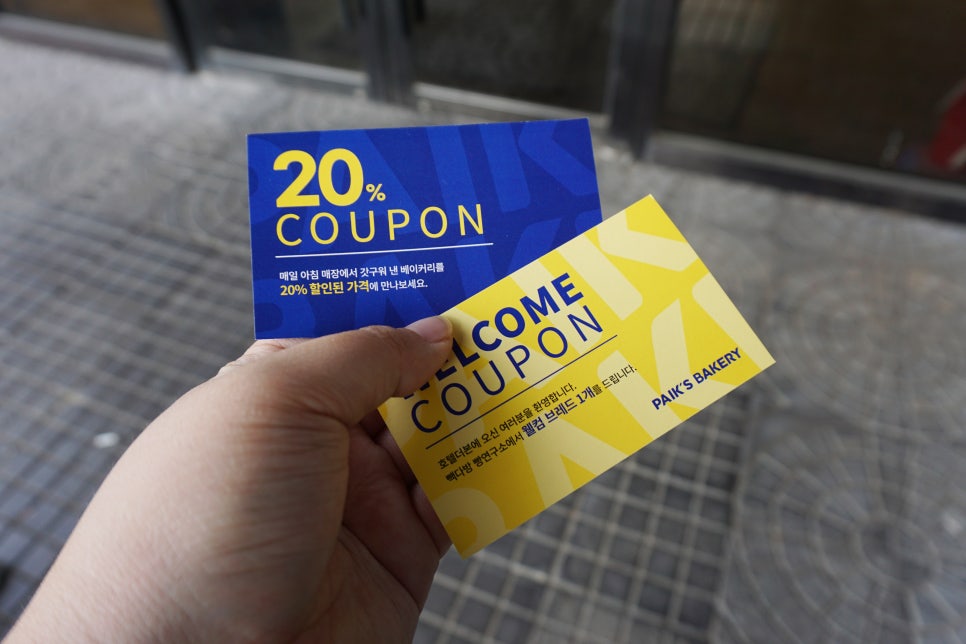 20%
COUPON
매일 아침 매장에서 갓구워 낸 베이커리를
20% 할인된 가격에 만나보세요.
WELCOME
COUPON
호텔더본에 오신 여러분을 환영합니다.
빽다방 빵연구소에서 웰컴 브레드 1개를 드립니다.
PAIK'S BAKERY